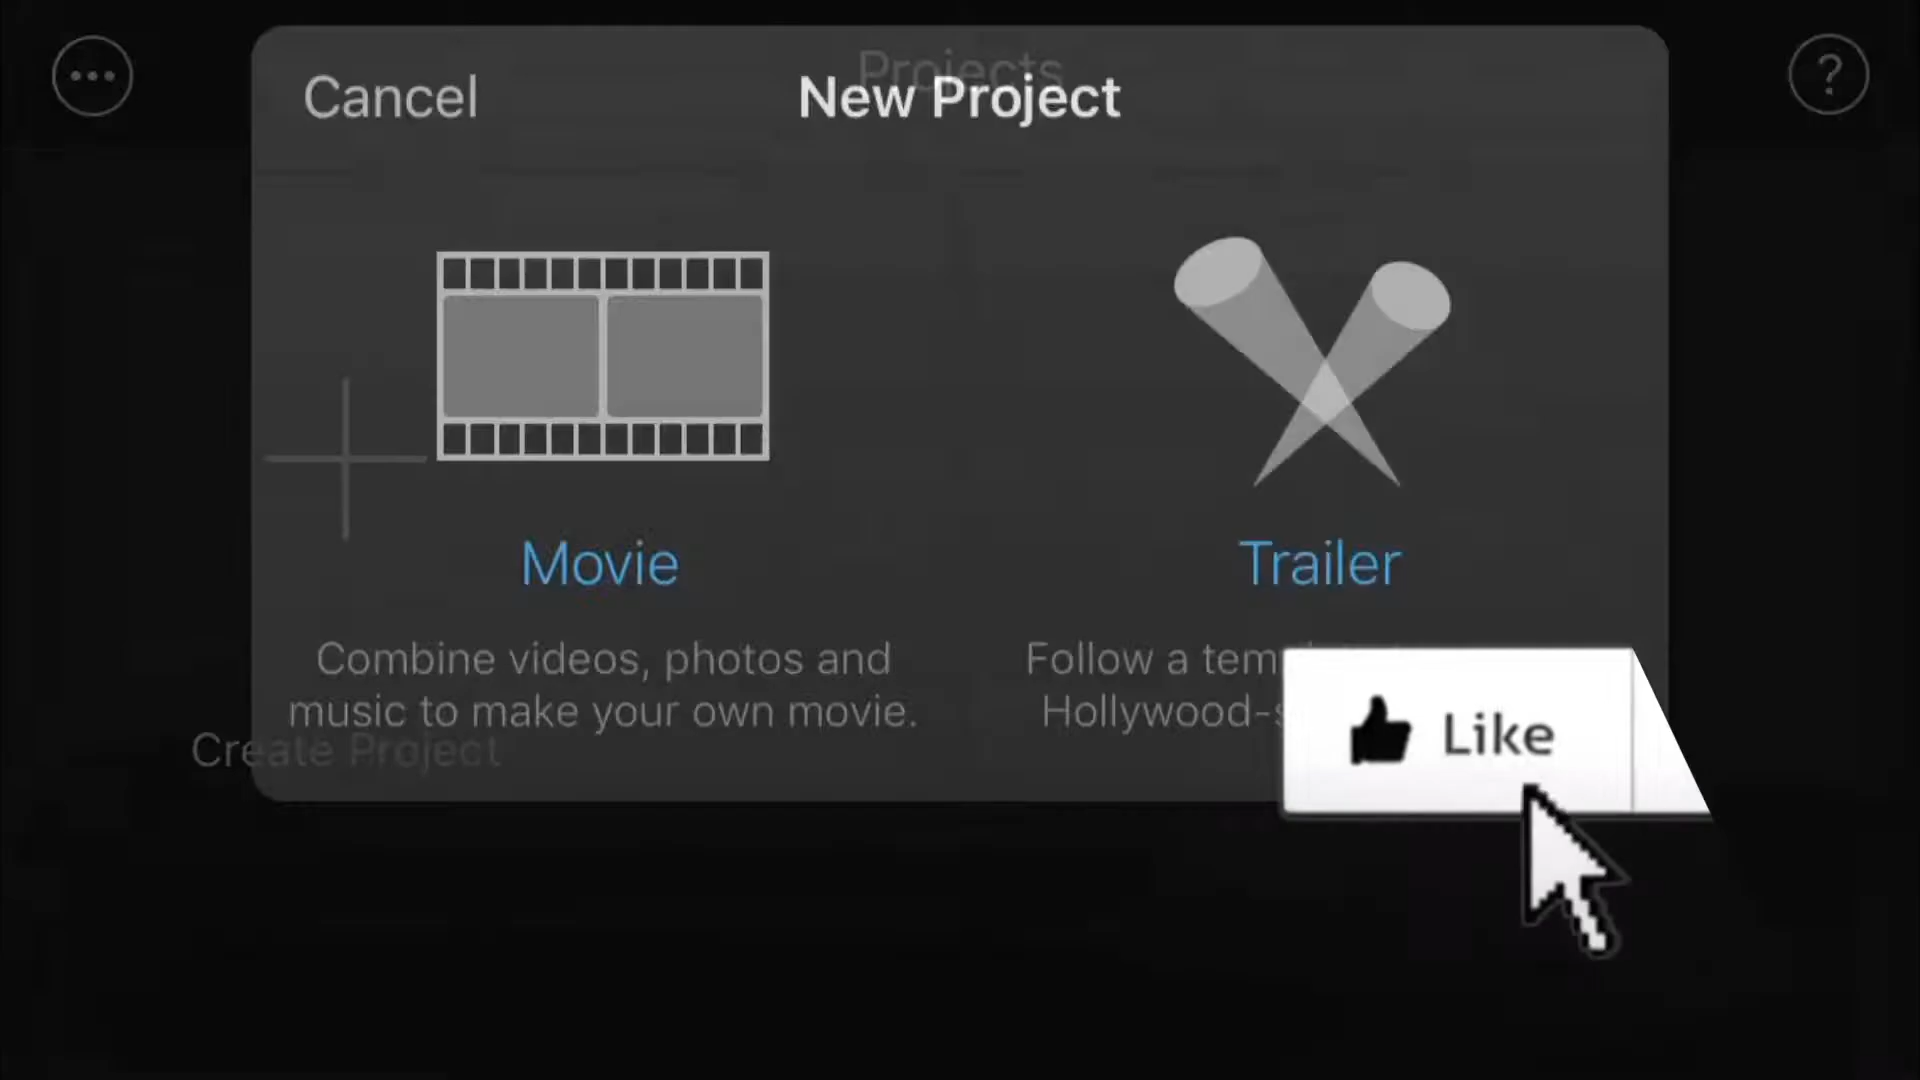 Projects
Cancel
New Project
Movie
Trailer
Combine videos, photos and
music to make your own movie.
Follow a
Hollywood-
Create Project
Like
?